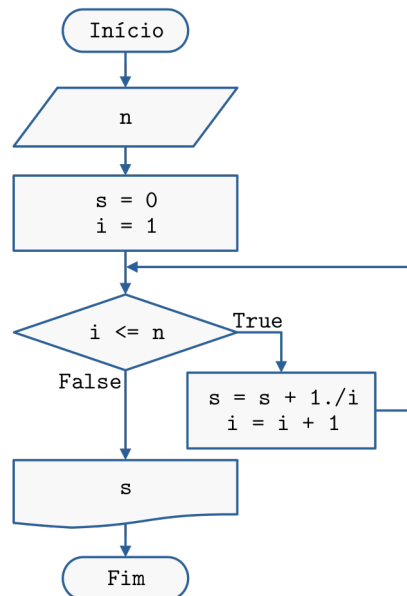 Início
n
s = 0
i = 1
i <= n
True
False
s = s + 1./i
i = i + 1
s
Fim